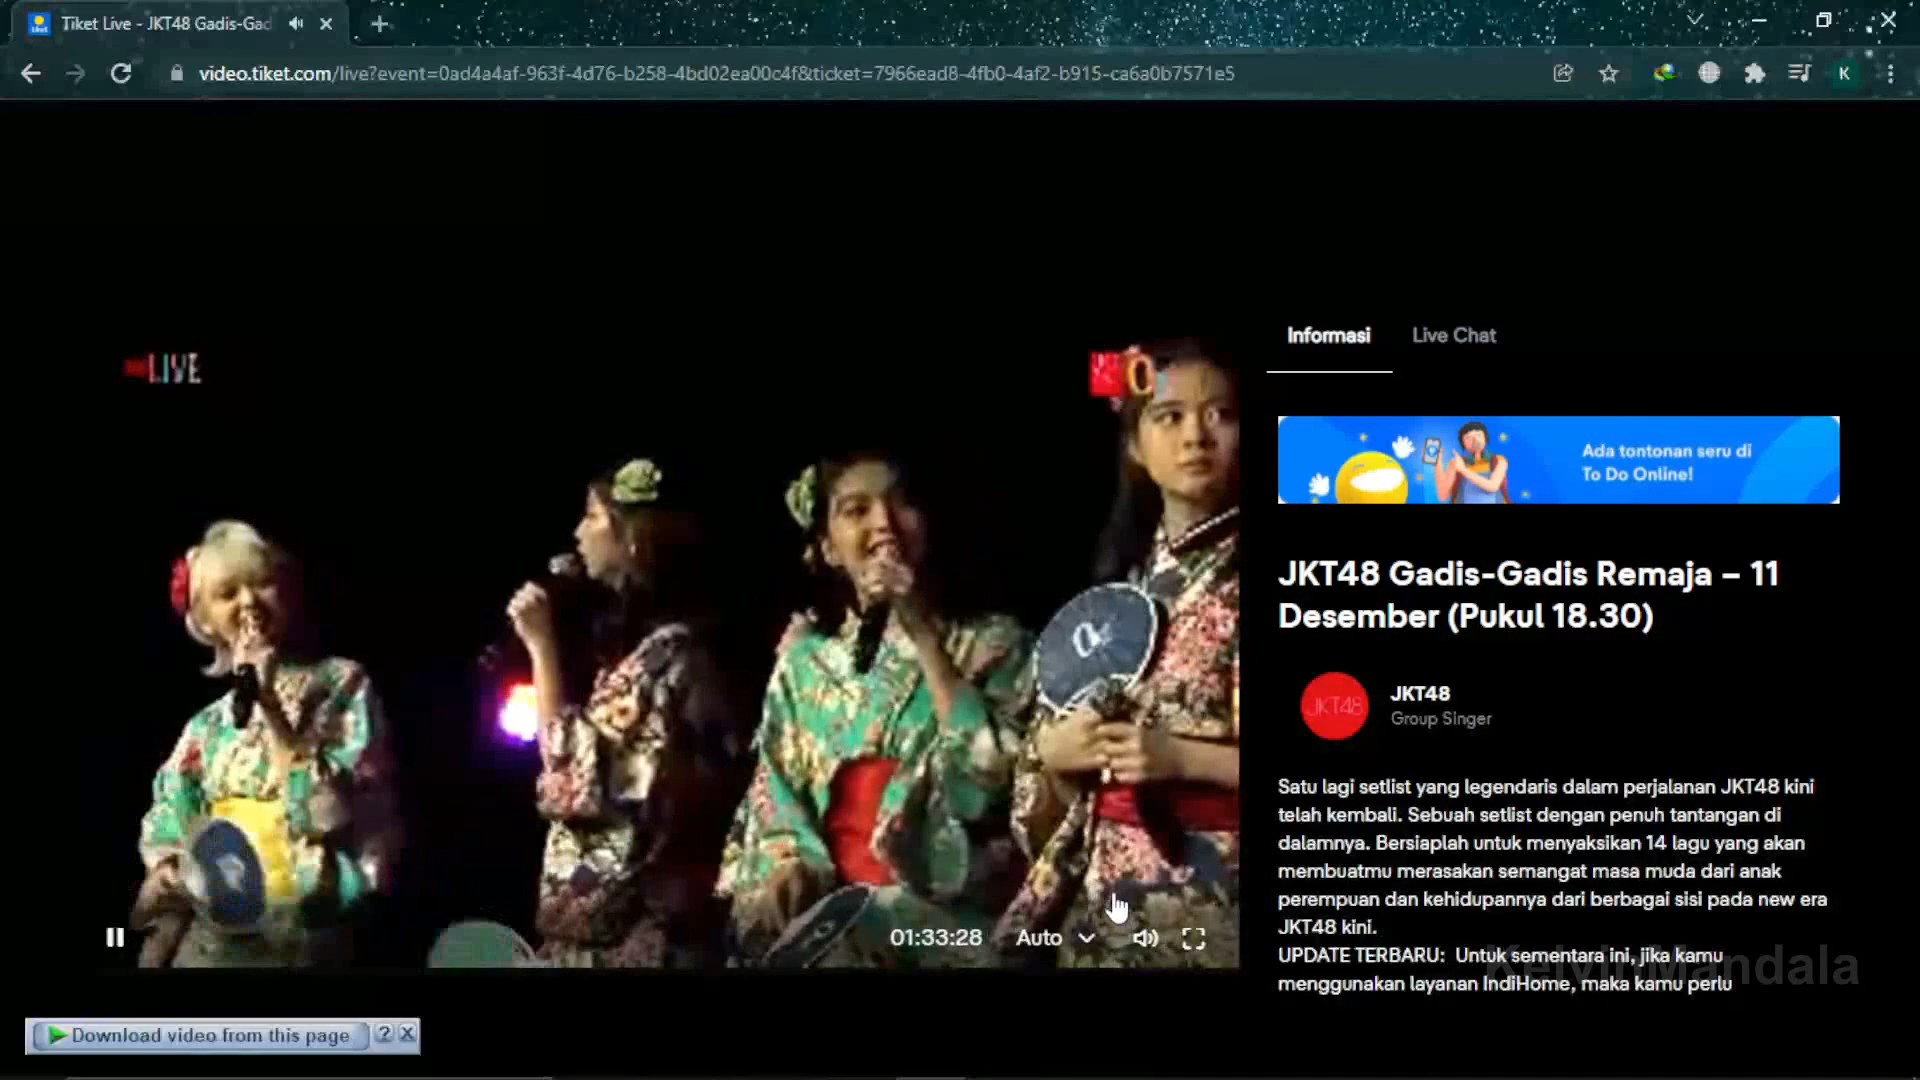 Tiket Live - JKT48 Gadis-Gad
video.tiket.com/live?event=0ad4a4af-963f-4d76-b258-4bd02ea00c4f&ticket=7966ead8-4fb0-4af2-b915-ca6a0b7571e5
K
LIVE
Informasi
Live Chat
Ada tontonan seru di
To Do Online!
JKT48 Gadis-Gadis Remaja – 11
Desember (Pukul 18.30)
JKT48
JKT48
Group Singer
Satu lagi setlist yang legendaris dalam perjalanan JKT48 kini
telah kembali. Sebuah setlist dengan penuh tantangan di
dalamnya. Bersiaplah untuk menyaksikan 14 lagu yang akan
membuatmu merasakan semangat masa muda dari anak
perempuan dan kehidupannya dari berbagai sisi pada new era
JKT48 kini.
UPDATE TERBARU:  Untuk sementara ini, jika kamu
menggunakan layanan IndiHome, maka kamu perlu
KelvinMandala
01:33:28
Auto
Download video from this page
?
X